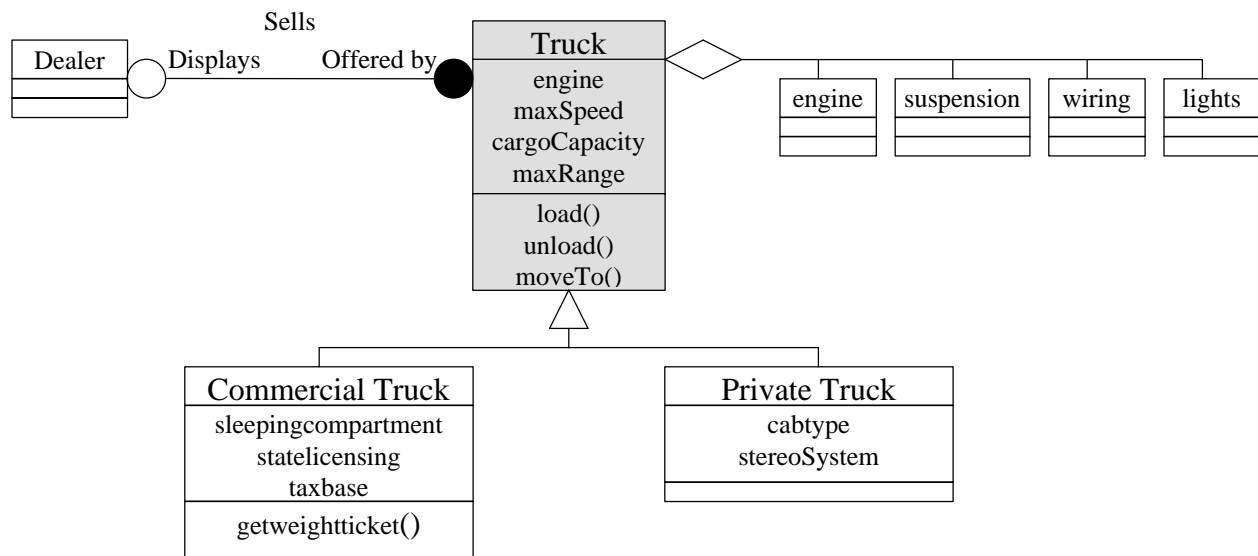 Sells
Dealer
Displays
Offered by
Truck
engine
maxSpeed
cargoCapacity
maxRange
load()
unload()
moveTo()
engine
suspension
wiring
lights
Commercial Truck
sleepingcompartment
statelicensing
taxbase
getweightticket()
Private Truck
cabtype
stereoSystem